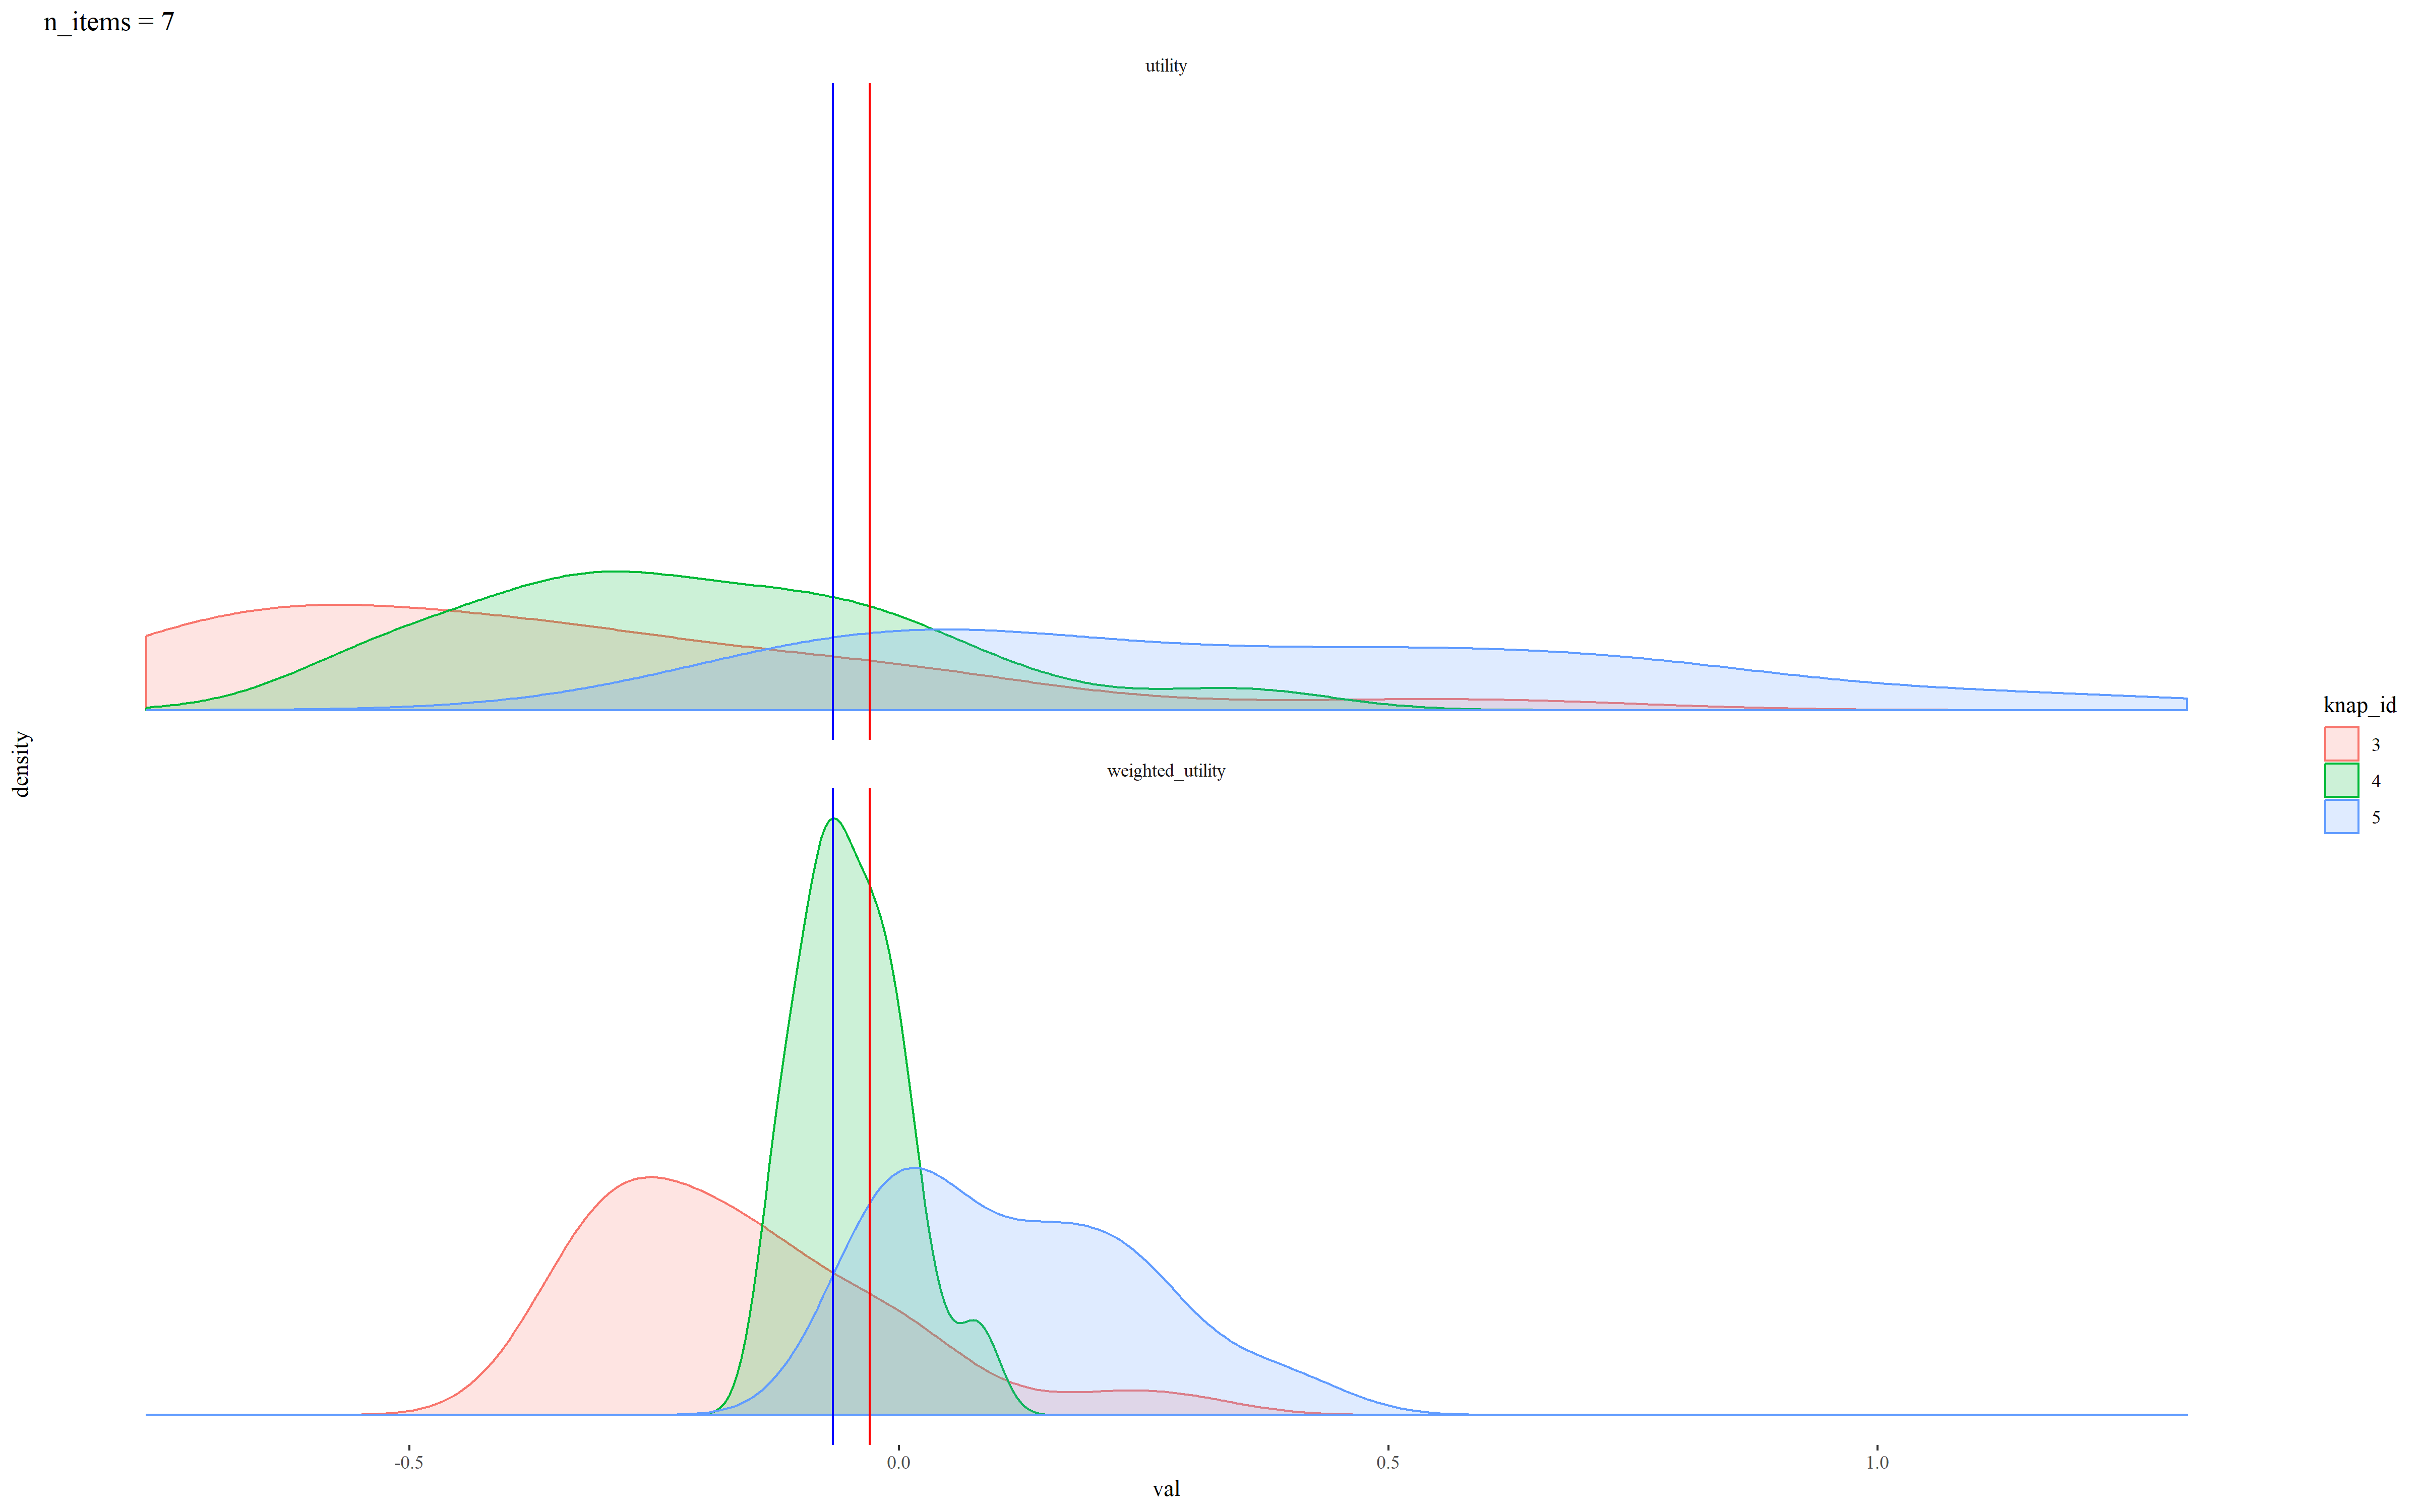 n_items = 7
utility
density
weighted_utility
-0.5
0.0
0.5
1.0
val
knap_id
3
4
5